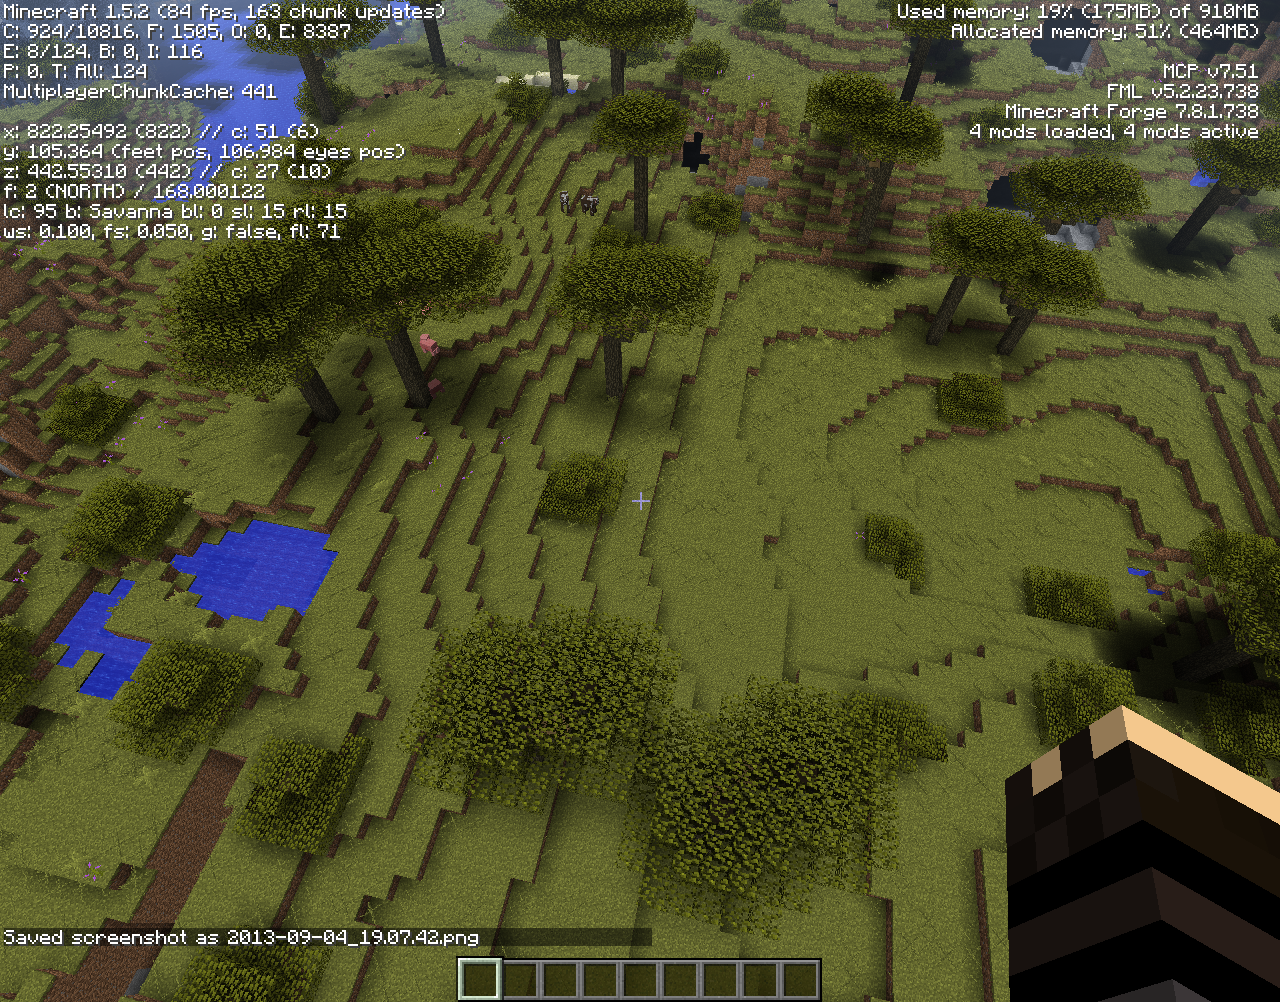 Minecraft 1.5.2 (84 fps, 163 chunk updates)
C: 924/10816. F: 1505, O: 0, E: 8387
E: 8/124. B: 0, I: 116
P: 0. T: All: 124
MultiplayerChunkCache: 441
x: 822.25492 (822) // c: 51 (6)
y: 105.364 (feet pos, 106.984 eyes pos)
z: 442.55310 (442) // c: 27 (10)
f: 2 (NORTH) / 168.000122
lc: 95 b: Savanna bl: 0 sl: 15 rl: 15
ws: 0.100, fs: 0.050, g: false, fl: 71
Used memory: 19% (175MB) of 910MB
Allocated memory: 51% (464MB)
MCP v7.51
FML v5.2.23.738
Minecraft Forge 7.8.1.738
4 mods loaded, 4 mods active
Saved screenshot as 2013-09-04_19.07.42.png